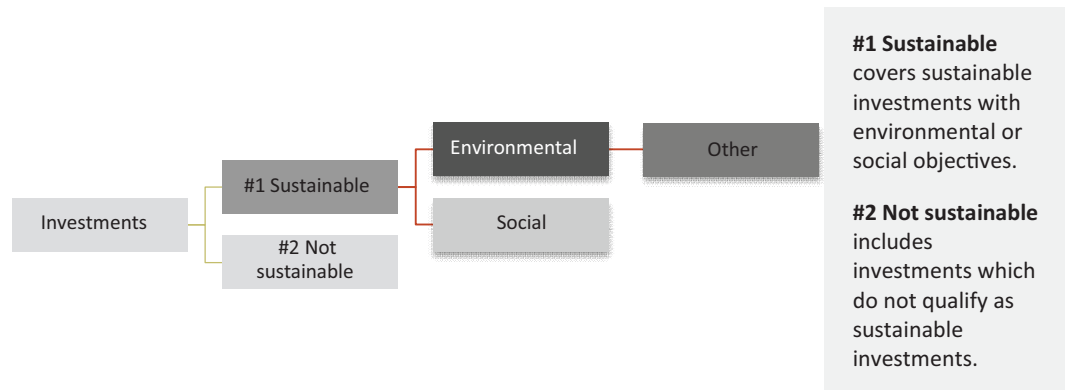 Investments
#1 Sustainable
#2 Not
sustainable
Environmental
Social
Other
#1 Sustainable
covers sustainable
investments with
environmental or
social objectives.
#2 Not sustainable
includes
investments which
do not qualify as
sustainable
investments.